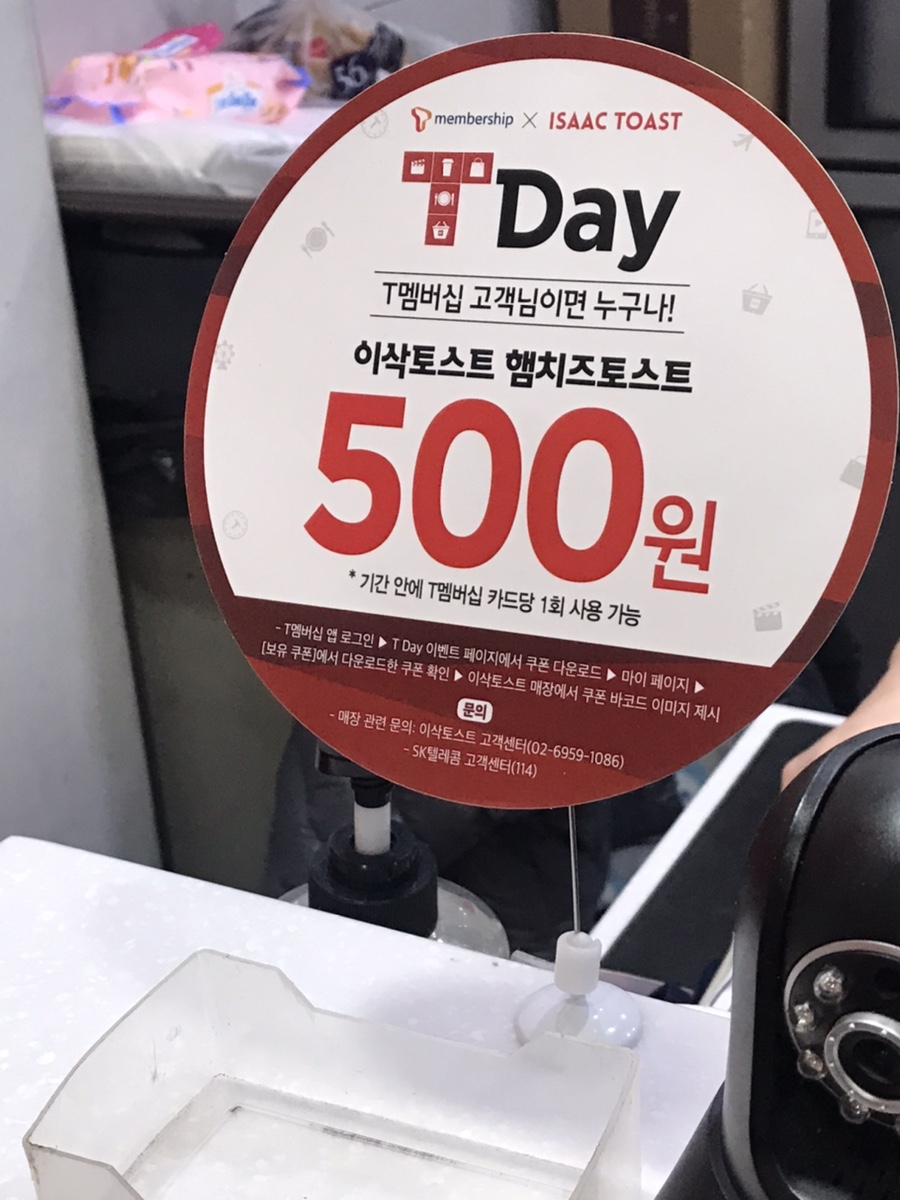 T membership × ISAAC TOAST
T Day
T멤버십 고객님이면 누구나!
이삭토스트 햄치즈토스트
500원
* 기간 안에 T멤버십 카드당 1회 사용 가능
- T멤버십 앱 로그인 ▶ T Day 이벤트 페이지에서 쿠폰 다운로드 ▶ 마이 페이지 ▶
[보유 쿠폰]에서 다운로드한 쿠폰 확인 ▶ 이삭토스트 매장에서 쿠폰 바코드 이미지 제시
문의
- 매장 관련 문의: 이삭토스트 고객센터(02-6959-1086)
- SK텔레콤 고객센터(114)
56